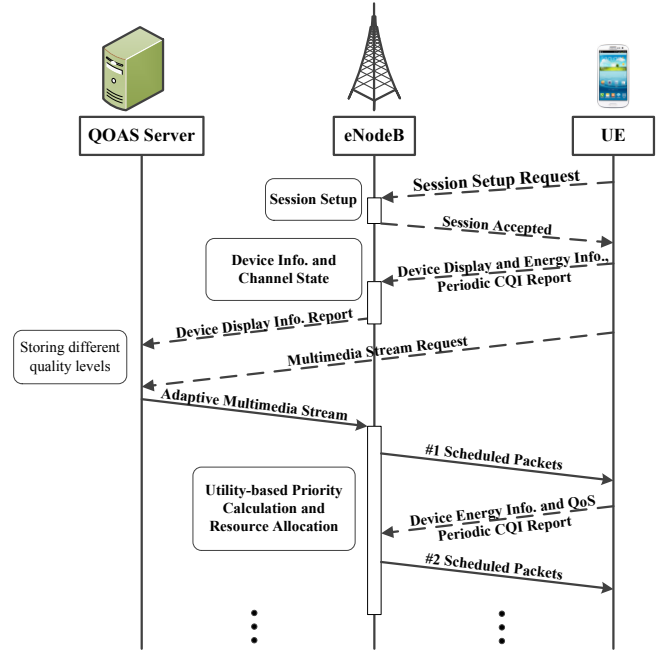 QOAS Server
eNodeB
UE
Session Setup Request
Session Setup
Session Accepted
Device Info. and
Channel State
Device Display and Energy Info.,
Periodic CQI Report
Device Display Info. Report
Storing different
quality levels
Multimedia Stream Request
Adaptive Multimedia Stream
#1 Scheduled Packets
Utility-based Priority
Calculation and
Resource Allocation
Device Energy Info. and QoS
Periodic CQI Report
#2 Scheduled Packets